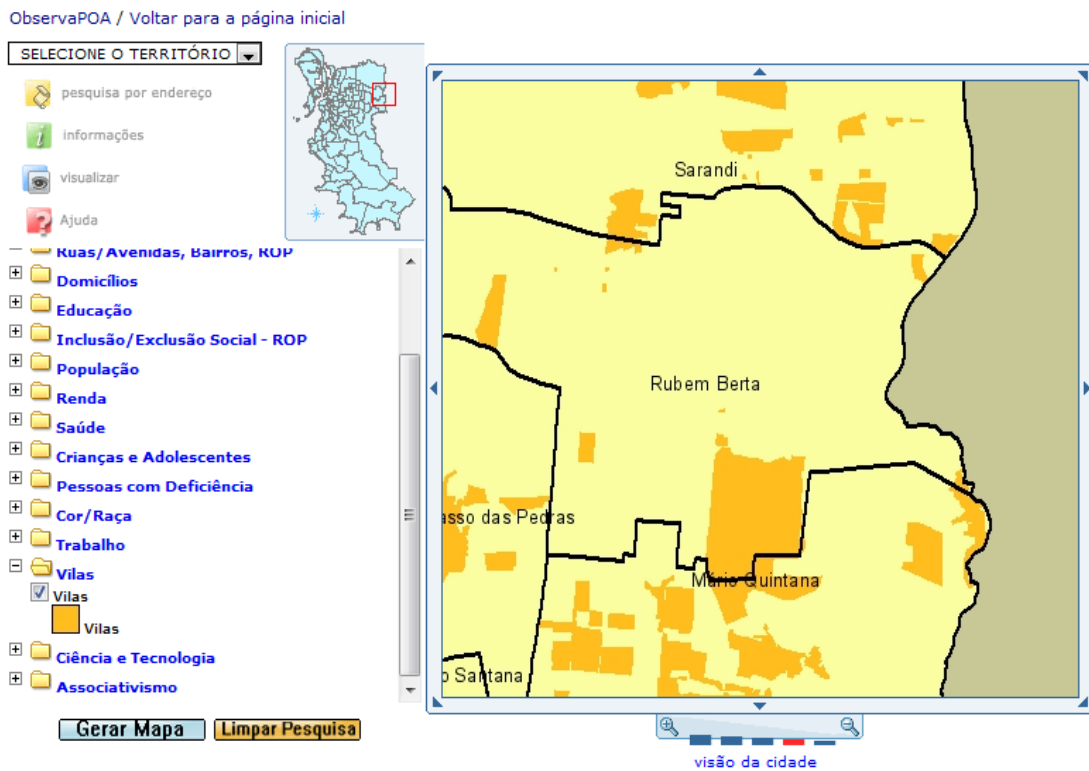 ObservaPOA / Voltar para a página inicial
SELECIONE O TERRITÓRIO
pesquisa por endereço
informações
visualizar
Ajuda
Ruas/Avenidas, Bairros, ROP
Domicílios
Educação
Inclusão/Exclusão Social - ROP
População
Renda
Saúde
Crianças e Adolescentes
Pessoas com Deficiência
Cor/Raça
Trabalho
Vilas
Vilas
Vilas
Ciência e Tecnologia
Associativismo
Gerar Mapa
Limpar Pesquisa
Sarandi
Rubem Berta
asso das Pedras
Mário Quintana
o Santana
visão da cidade